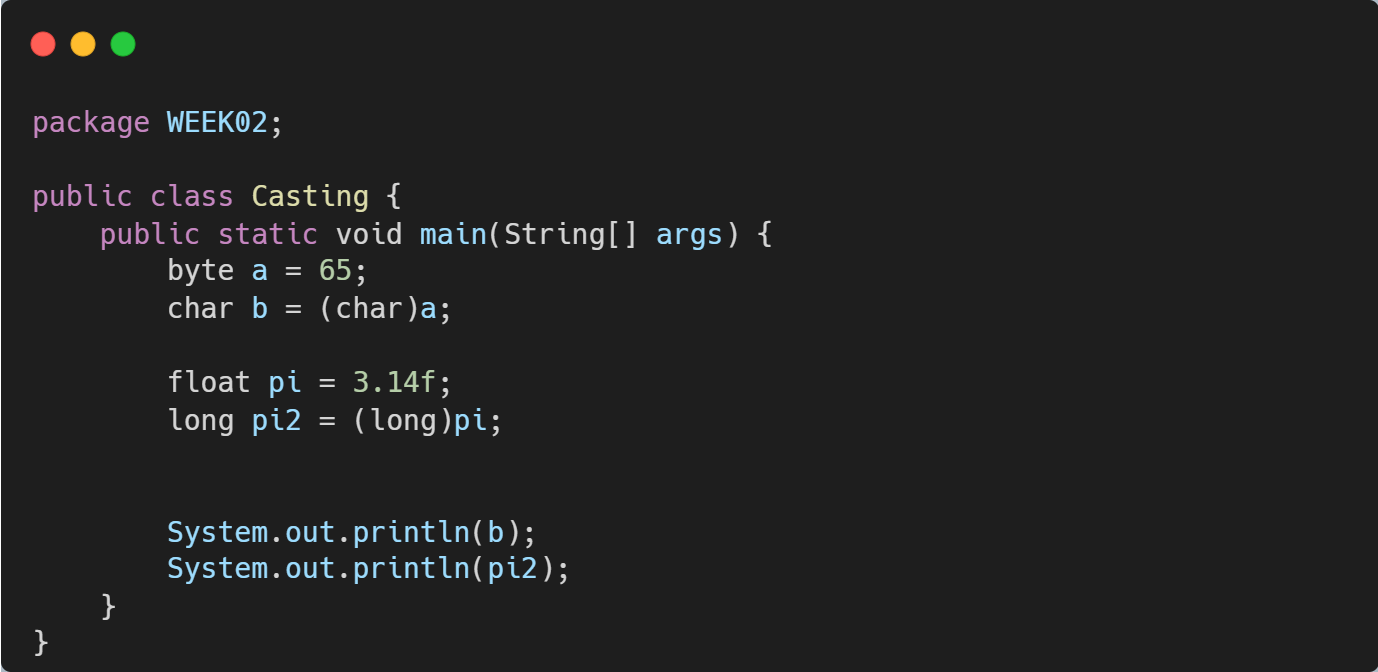 package WEEK02;

public class Casting {
    public static void main(String[] args) {
        byte a = 65;
        char b = (char)a;

        float pi = 3.14f;
        long pi2 = (long)pi;


        System.out.println(b);
        System.out.println(pi2);
    }
}